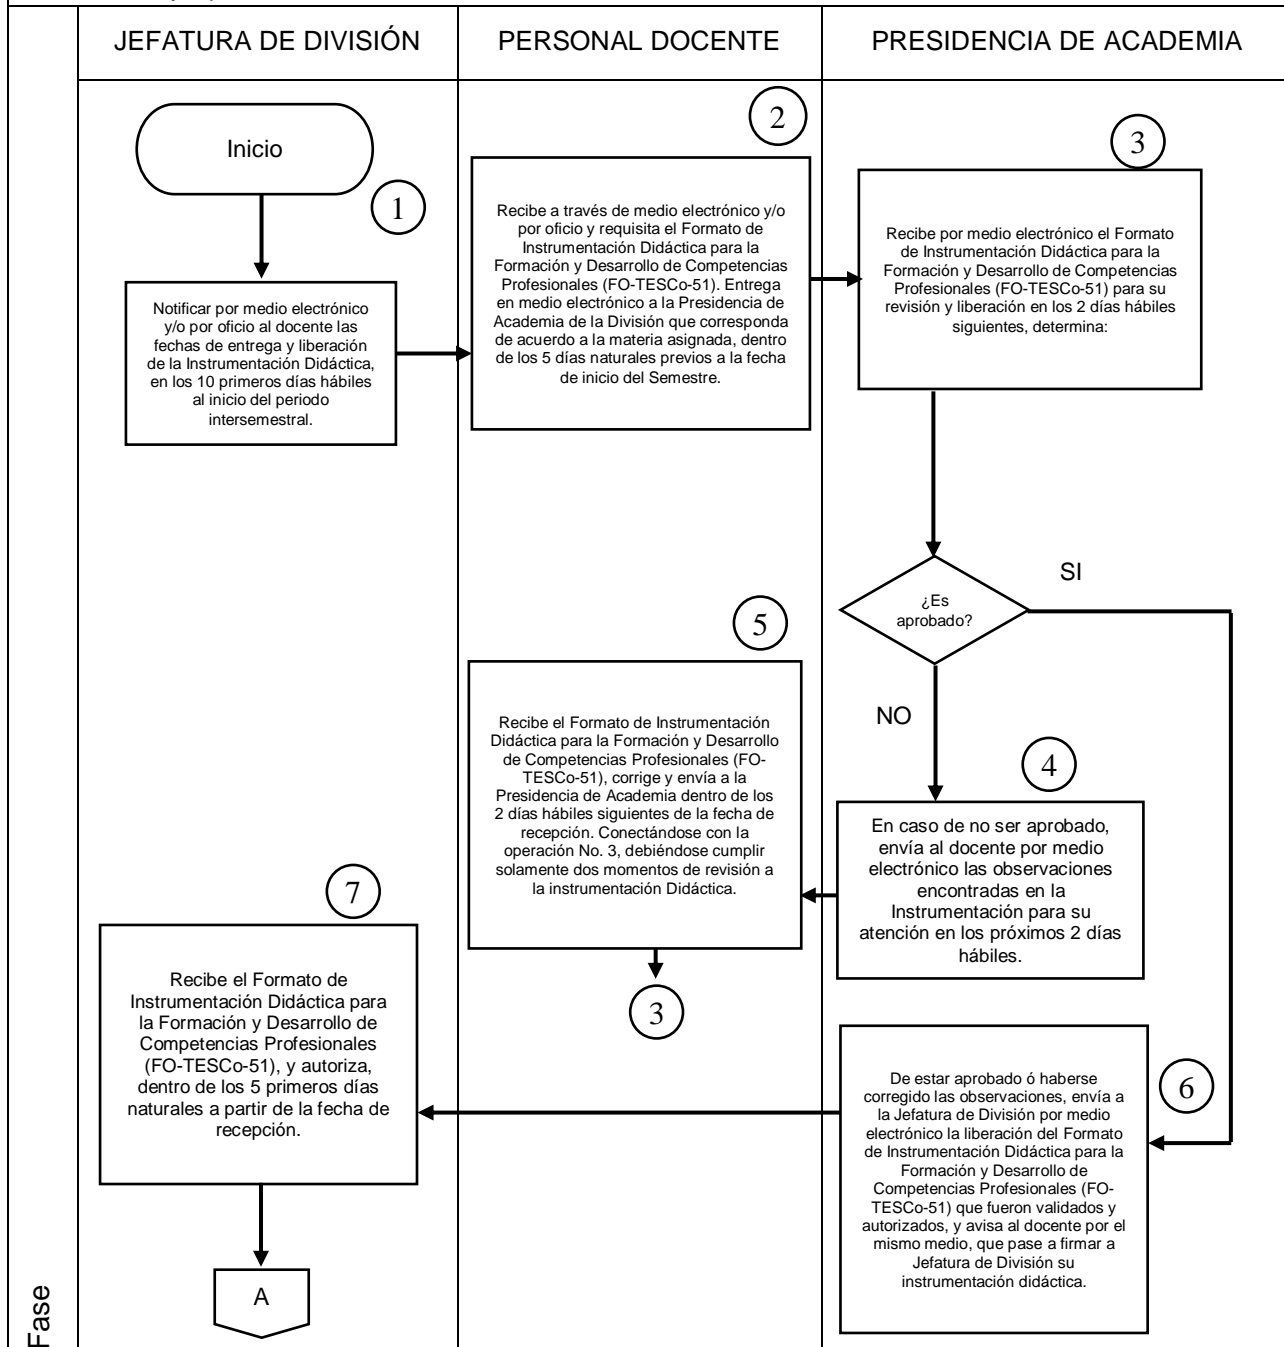 JEFATURA DE DIVISIÓN
PERSONAL DOCENTE
PRESIDENCIA DE ACADEMIA
Inicio
1
Notificar por medio electrónico
y/o por oficio al docente las
fechas de entrega y liberación
de la Instrumentación Didáctica,
en los 10 primeros días hábiles
al inicio del periodo
intersemestral.
2
Recibe a través de medio electrónico y/o
por oficio y requisita el Formato de
Instrumentación Didáctica para la
Formación y Desarrollo de Competencias
Profesionales (FO-TESCo-51). Entrega
en medio electrónico a la Presidencia de
Academia de la División que corresponda
de acuerdo a la materia asignada, dentro
de los 5 días naturales previos a la fecha
de inicio del Semestre.
3
Recibe por medio electrónico el Formato
de Instrumentación Didáctica para la
Formación y Desarrollo de Competencias
Profesionales (FO-TESCo-51) para su
revisión y liberación en los 2 días hábiles
siguientes, determina:
¿Es
aprobado?
SI
NO
4
En caso de no ser aprobado,
envía al docente por medio
electrónico las observaciones
encontradas en la
Instrumentación para su
atención en los próximos 2 días
hábiles.
5
Recibe el Formato de Instrumentación
Didáctica para la Formación y Desarrollo
de Competencias Profesionales (FO-
TESCo-51), corrige y envía a la
Presidencia de Academia dentro de los
2 días hábiles siguientes de la fecha de
recepción. Conectándose con la
operación No. 3, debiéndose cumplir
solamente dos momentos de revisión a
la instrumentación Didáctica.
3
6
De estar aprobado ó haberse
corregido las observaciones, envía a
la Jefatura de División por medio
electrónico la liberación del Formato
de Instrumentación Didáctica para la
Formación y Desarrollo de
Competencias Profesionales (FO-
TESCo-51) que fueron validados y
autorizados, y avisa al docente por el
mismo medio, que pase a firmar a
Jefatura de División su
instrumentación didáctica.
7
Recibe el Formato de
Instrumentación Didáctica para
la Formación y Desarrollo de
Competencias Profesionales
(FO-TESCo-51), y autoriza,
dentro de los 5 primeros días
naturales a partir de la fecha de
recepción.
A
Fase